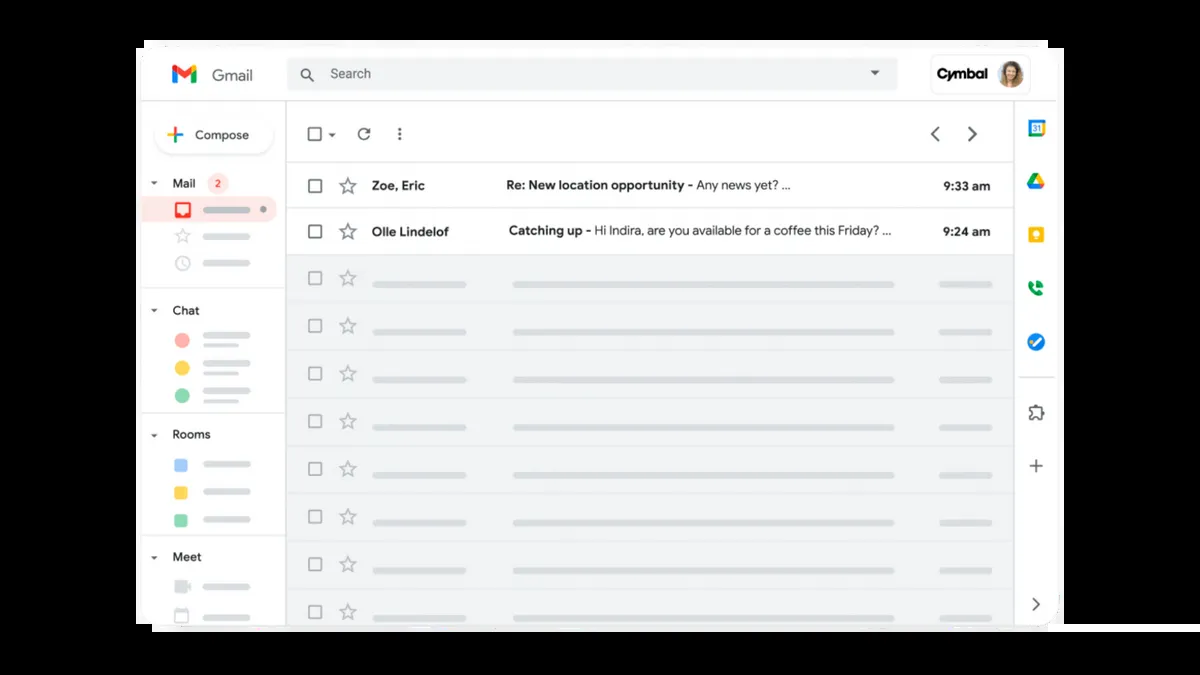 Gmail
Search
Cymbal
Compose
Mail 2
Zoe, Eric Re: New location opportunity - Any news yet? ... 9:33 am
Olle Lindelof Catching up - Hi Indira, are you available for a coffee this Friday? ... 9:24 am
Chat
Rooms
Meet
31